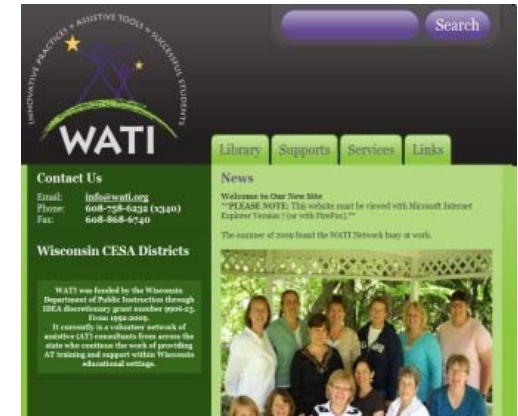 INNOVATIVE PRACTICES + ASSISTIVE TOOLS = SUCCESSFUL STUDENTS
WATI
Search
Library
Supports
Services
Links
Contact Us
Email: info@wati.org
Phone: 608-758-6232 (x340)
Fax: 608-868-6740
Wisconsin CESA Districts
WATI was funded by the Wisconsin
Department of Public Instruction through
IDEA discretionary grant number 9906-23.
From 1992-2009.
It currently is a volunteer network of
assistive (AT) consultants from across the
state who continue the work of providing
AT training and support within Wisconsin
educational settings.
News
Welcome to Our New Site
**PLEASE NOTE: This website must be viewed with Microsoft Internet
Explorer Version 7 (or with FireFox).**
The summer of 2009 found the WATI Network busy at work.